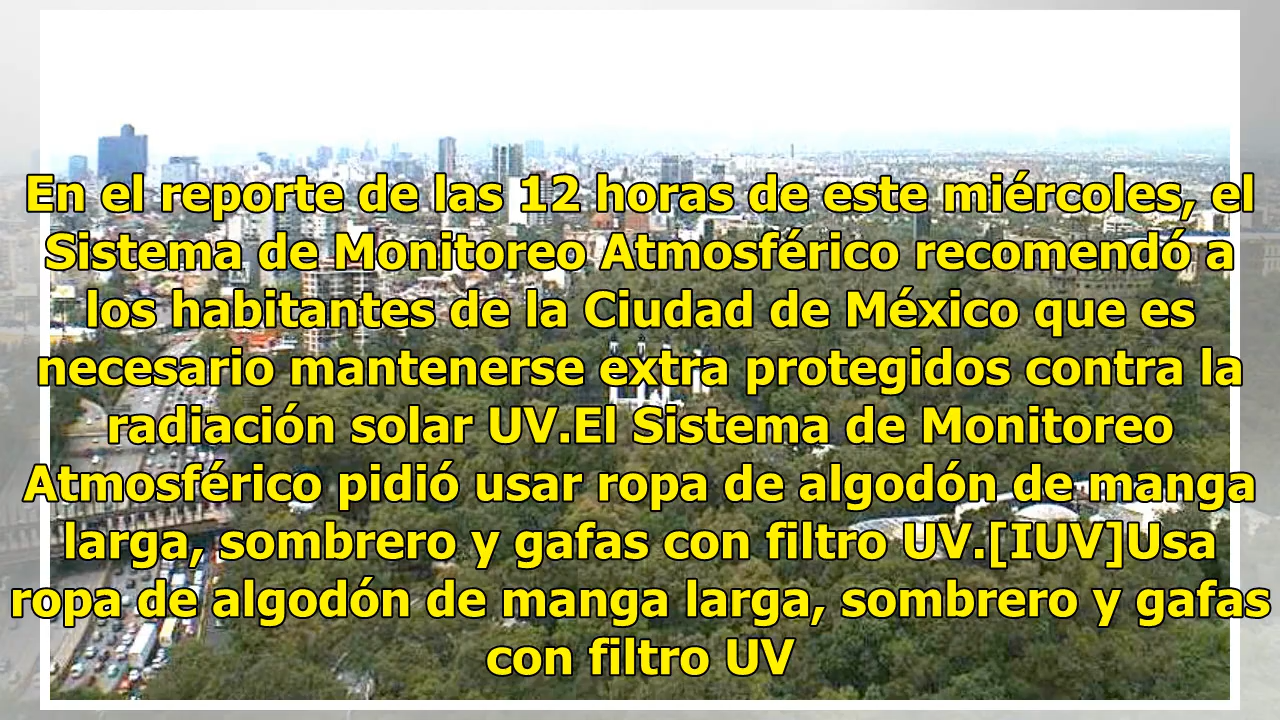 En el reporte de las 12 horas de este miércoles, el
Sistema de Monitoreo Atmosférico recomendó a
los habitantes de la Ciudad de México que es
necesario mantenerse extra protegidos contra la
radiación solar UV.El Sistema de Monitoreo
Atmosférico pidió usar ropa de algodón de manga
larga, sombrero y gafas con filtro UV.[IUV]Usa
ropa de algodón de manga larga, sombrero y gafas
con filtro UV